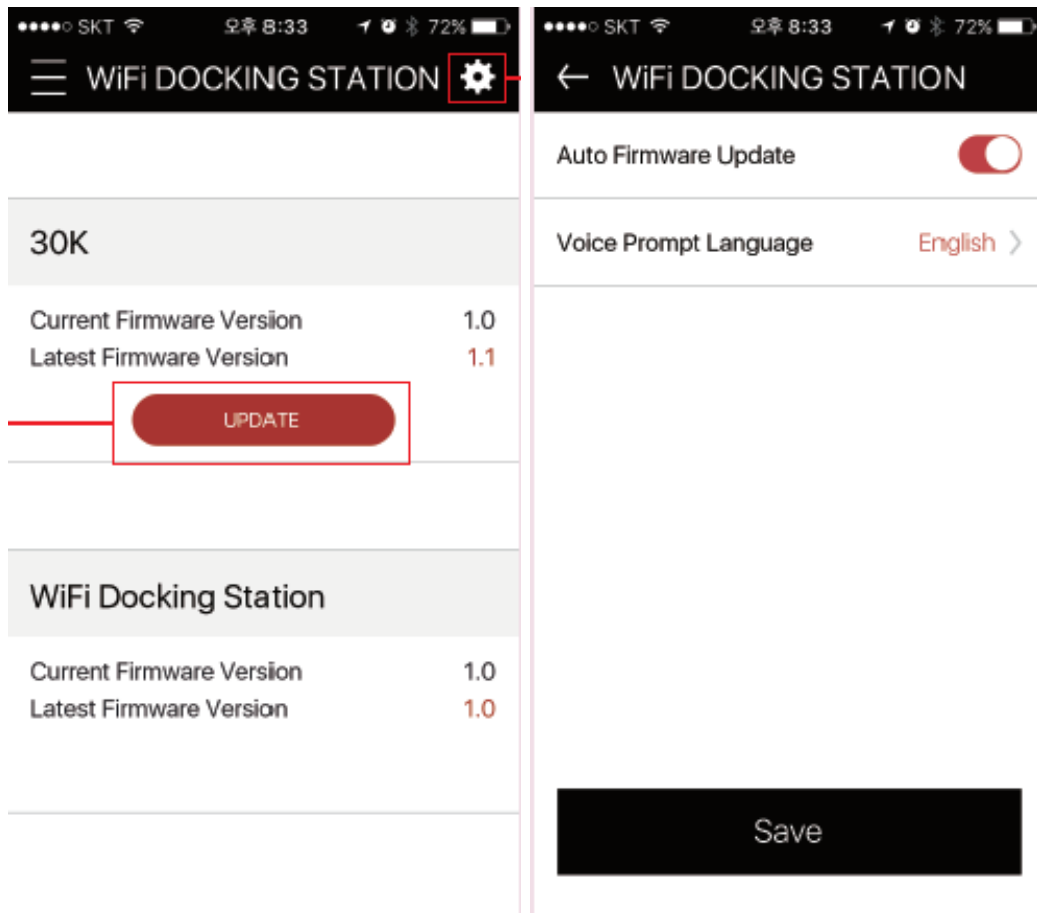 SKT 오후 8:33 72%
WiFi DOCKING STATION
30K
Current Firmware Version 1.0
Latest Firmware Version 1.1
UPDATE
WiFi Docking Station
Current Firmware Version 1.0
Latest Firmware Version 1.0
SKT 오후 8:33 72%
WiFi DOCKING STATION
Auto Firmware Update
Voice Prompt Language English
Save